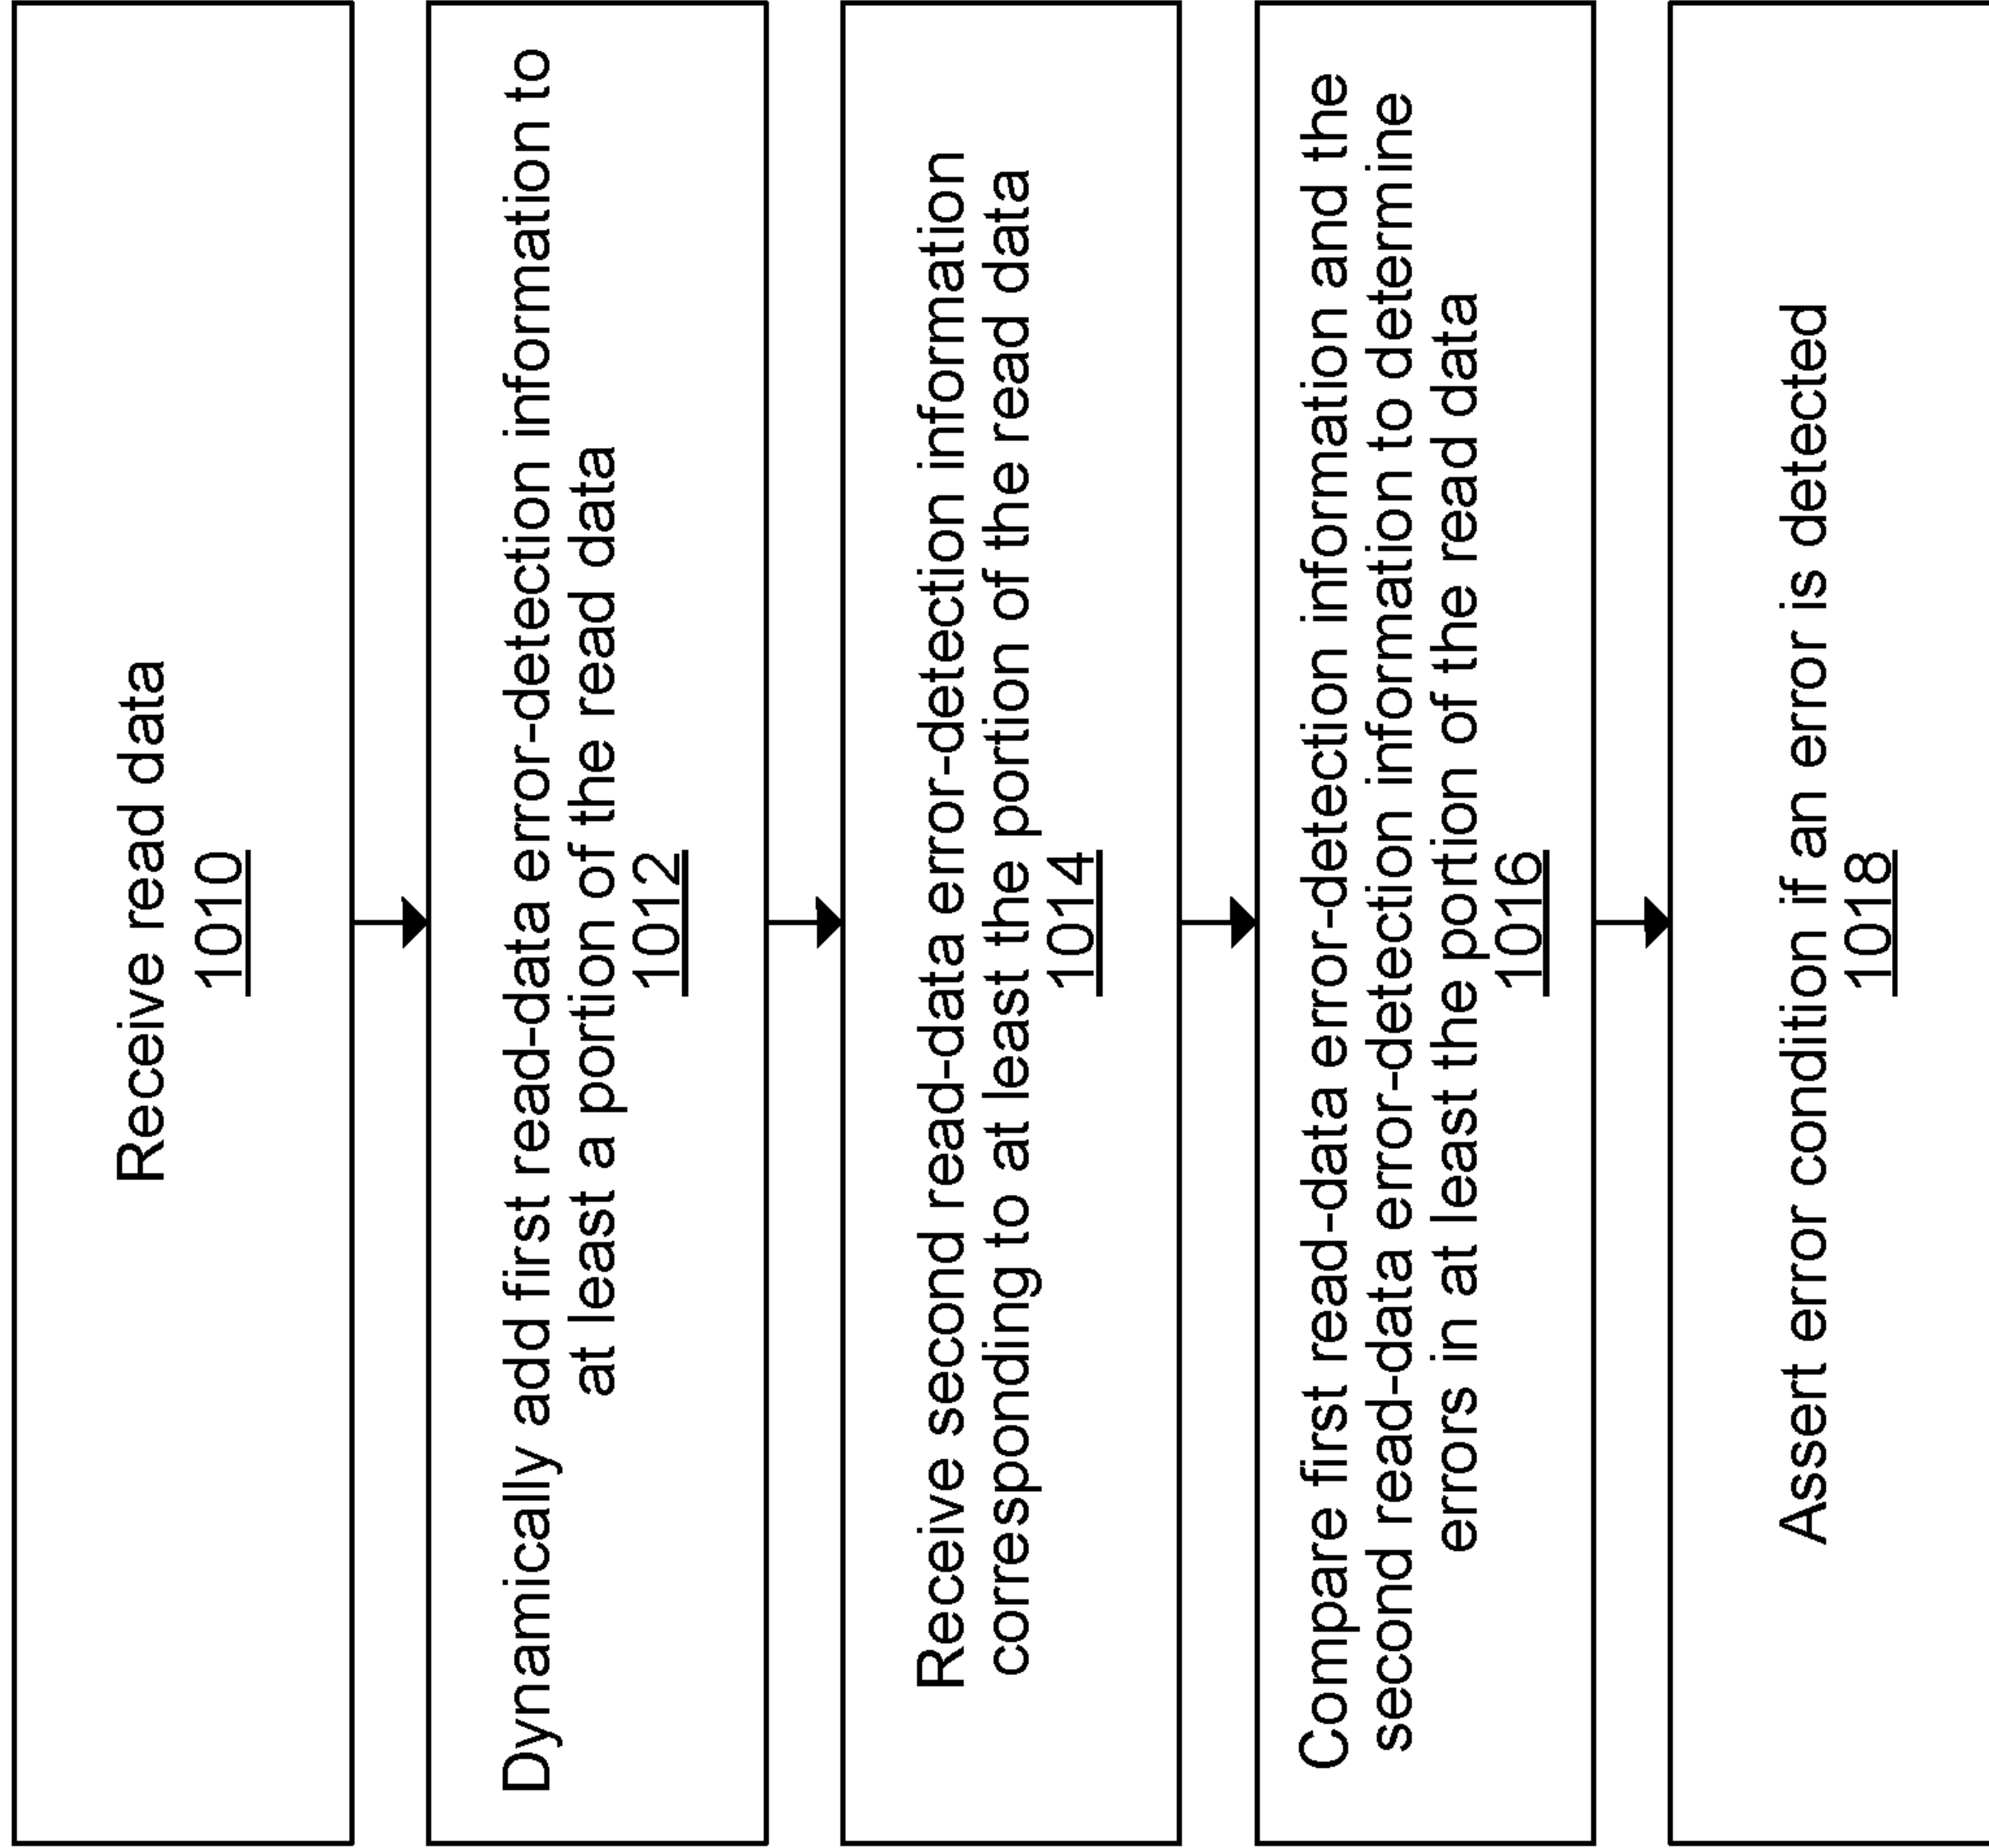 Receive read data
1010
Dynamically add first read-data error-detection information to
at least a portion of the read data
1012
Receive second read-data error-detection information
corresponding to at least the portion of the read data
1014
Compare first read-data error-detection information and the
second read-data error-detection information to determine
errors in at least the portion of the read data
1016
Assert error condition if an error is detected
1018